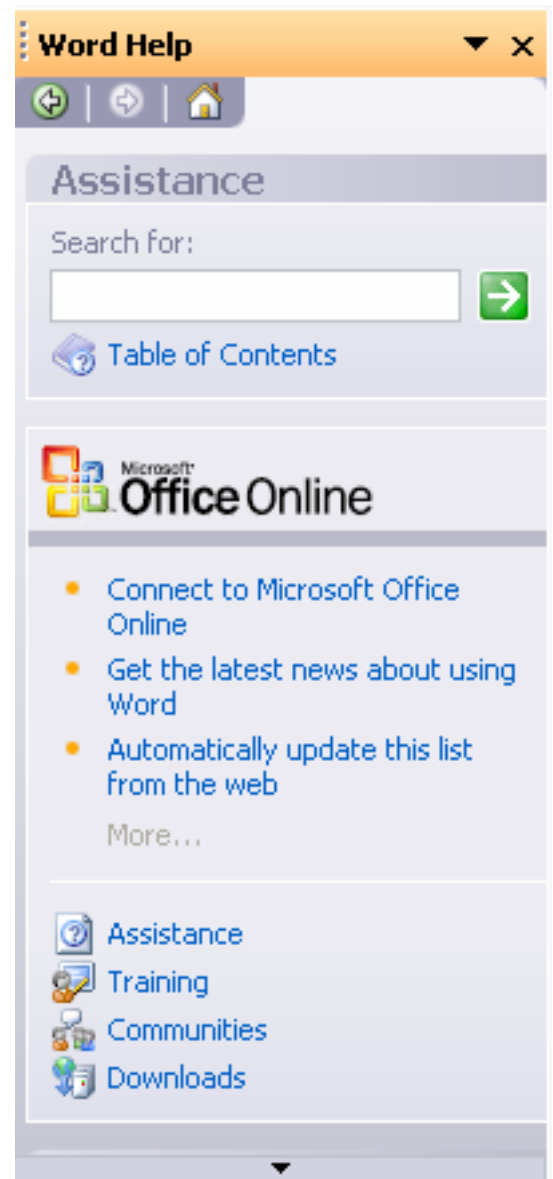 Word Help
Assistance
Search for:
Table of Contents
Microsoft
Office Online
Connect to Microsoft Office
Online
Get the latest news about using
Word
Automatically update this list
from the web
More...
Assistance
Training
Communities
Downloads